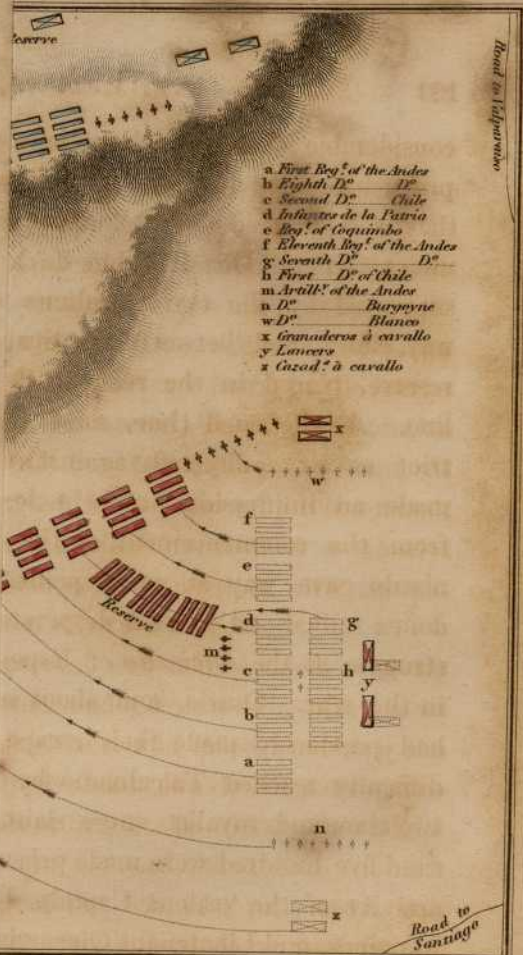 Reserve
Road to Valparaiso
a First Regt. of the Andes
b Eighth Do. Do.
c Second Do. Chile
d Infantes de la Patria
e Regt. of Coquimbo
f Eleventh Regt. of the Andes
g Seventh Do. Do.
h First Do. of Chile
m Artilly. of the Andes
n Do. Burgoyne
w Do. Blanco
x Granaderos à cavallo
y Lancers
z Cazads. à cavallo
x
w
f
e
Reserve
d
g
m
c
h
y
b
a
n
z
Road to
Santiago